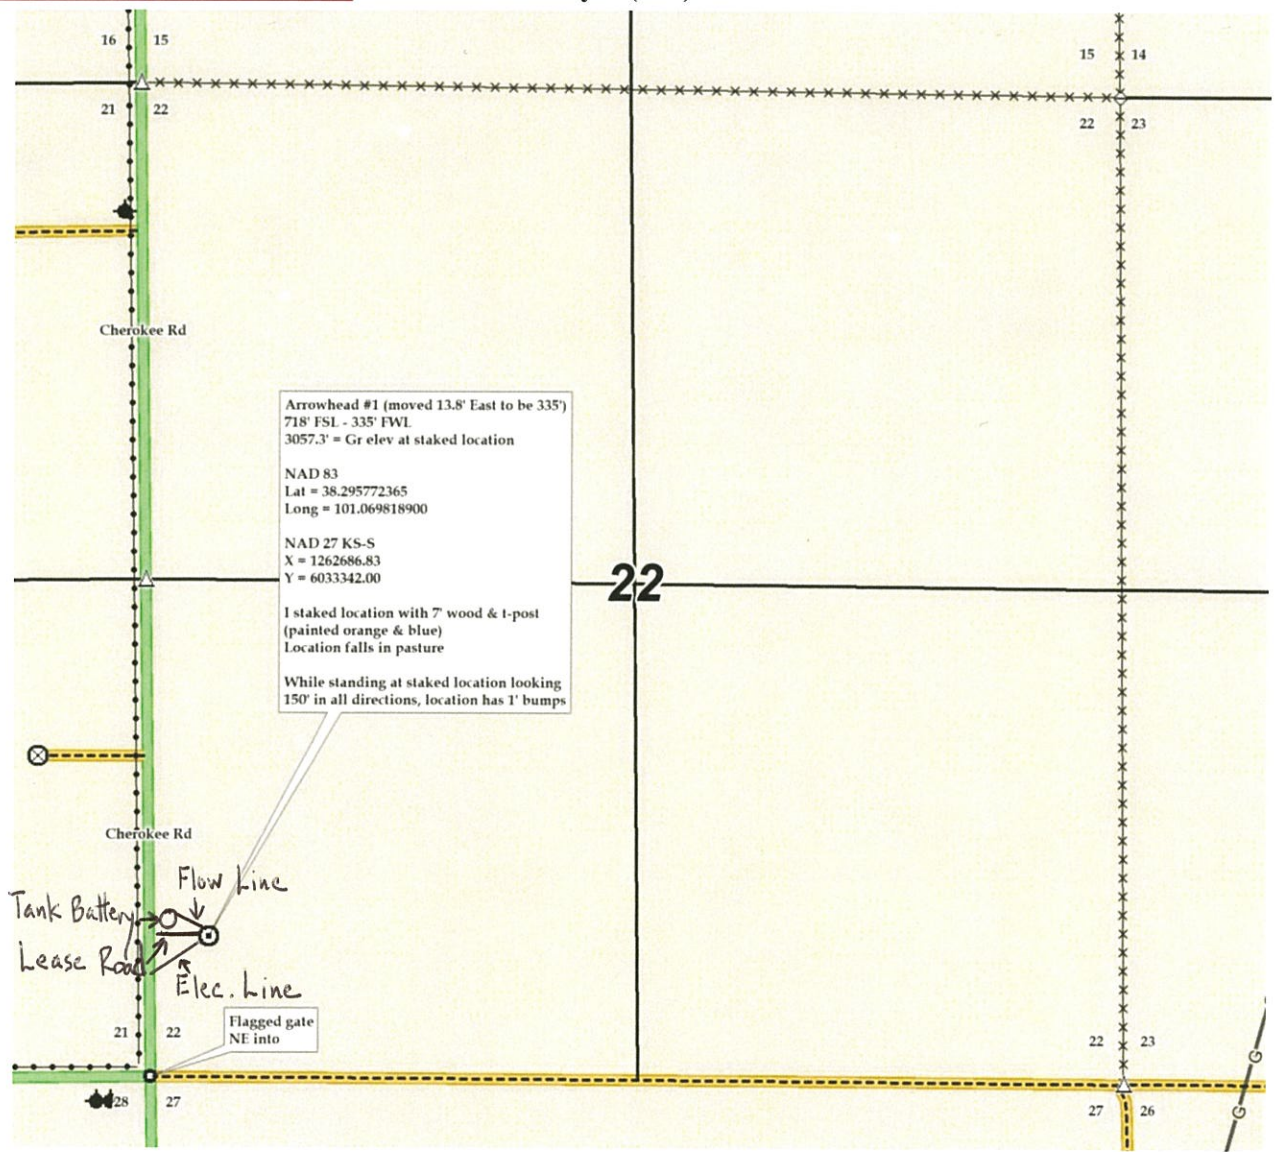 16 15
15 14
21 22
22 23
Cherokee Rd
Arrowhead #1 (moved 13.8' East to be 335')
718' FSL - 335' FWL
3057.3' = Gr elev at staked location
NAD 83
Lat = 38.295772365
Long = 101.069818900
NAD 27 KS-S
X = 1262686.83
Y = 6033342.00
I staked location with 7' wood & t-post
(painted orange & blue)
Location falls in pasture
While standing at staked location looking
150' in all directions, location has 1' bumps
22
Cherokee Rd
Flow Line
Tank Battery
Lease Road
Elec. Line
Flagged gate
NE into
21 22
22 23
28 27
27 26
G
G